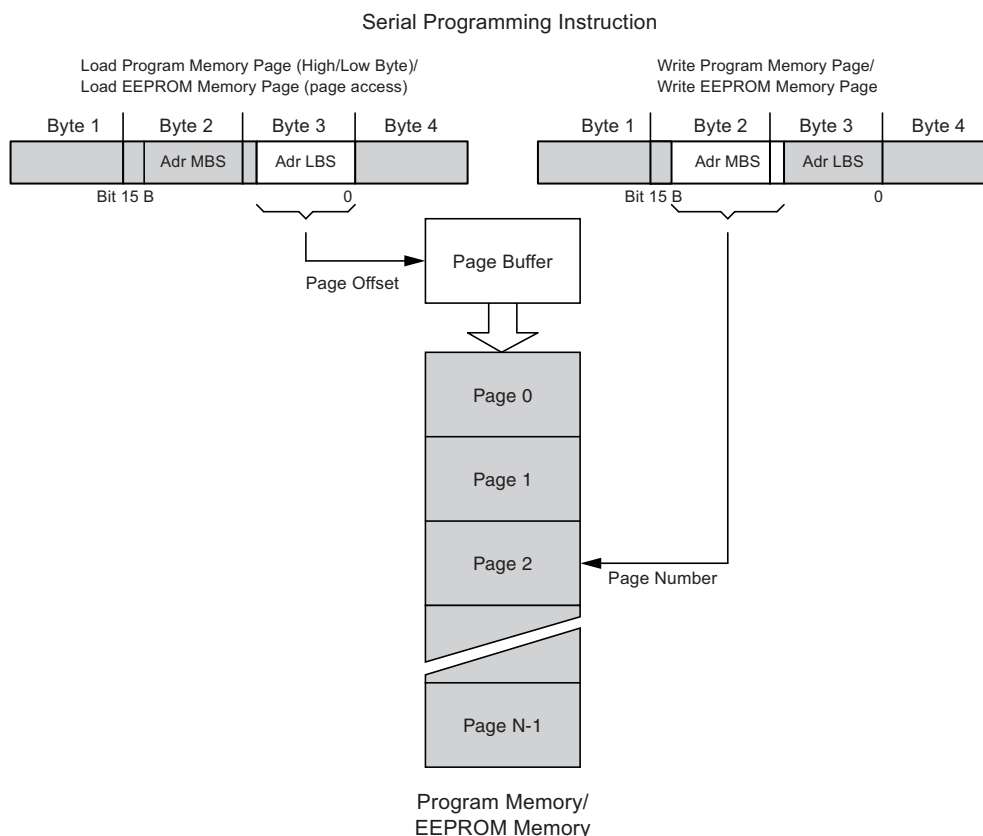 Serial Programming Instruction
Load Program Memory Page (High/Low Byte)/
Load EEPROM Memory Page (page access)
Write Program Memory Page/
Write EEPROM Memory Page
Byte 1 Byte 2 Byte 3 Byte 4
Byte 1 Byte 2 Byte 3 Byte 4
Adr MBS Adr LBS
Adr MBS Adr LBS
Bit 15 B 0
Bit 15 B 0
Page Buffer
Page Offset
Page 0
Page 1
Page 2
Page Number
Page N-1
Program Memory/
EEPROM Memory